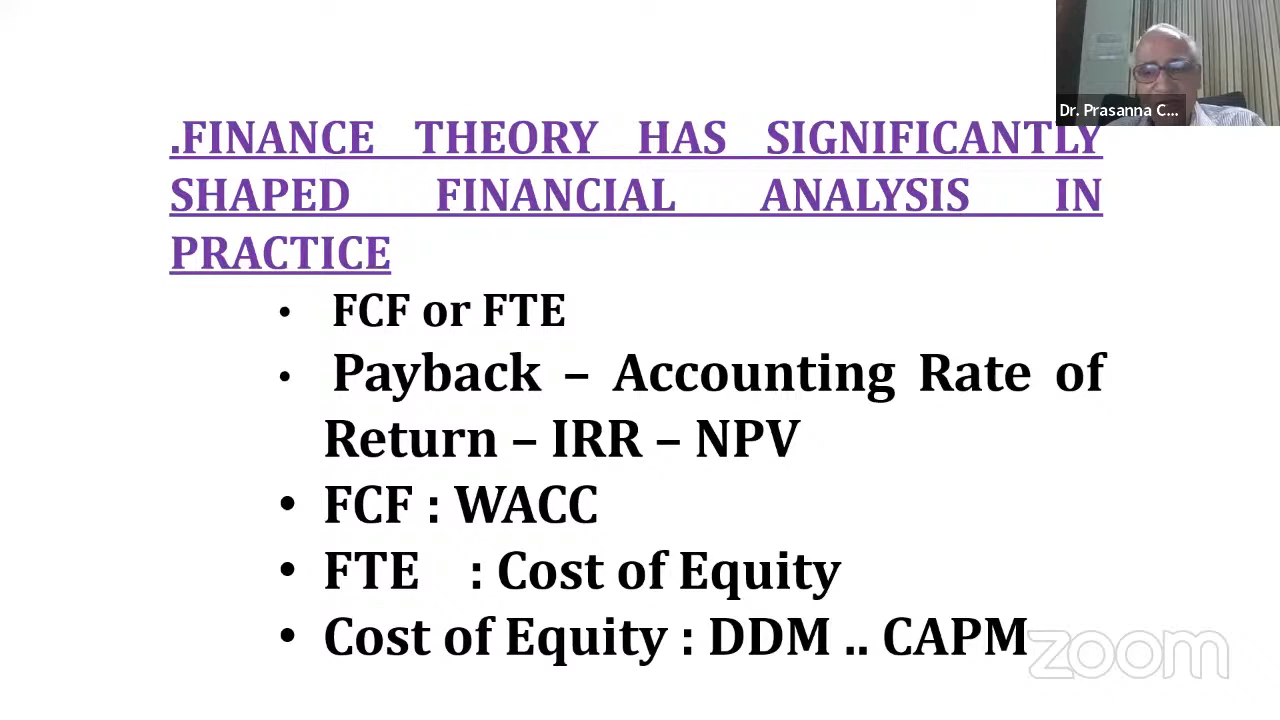 Dr. Prasanna C...
.FINANCE THEORY HAS SIGNIFICANTLY
SHAPED FINANCIAL ANALYSIS IN
PRACTICE
• FCF or FTE
• Payback – Accounting Rate of
Return – IRR – NPV
• FCF : WACC
• FTE : Cost of Equity
• Cost of Equity : DDM .. CAPM
zoom